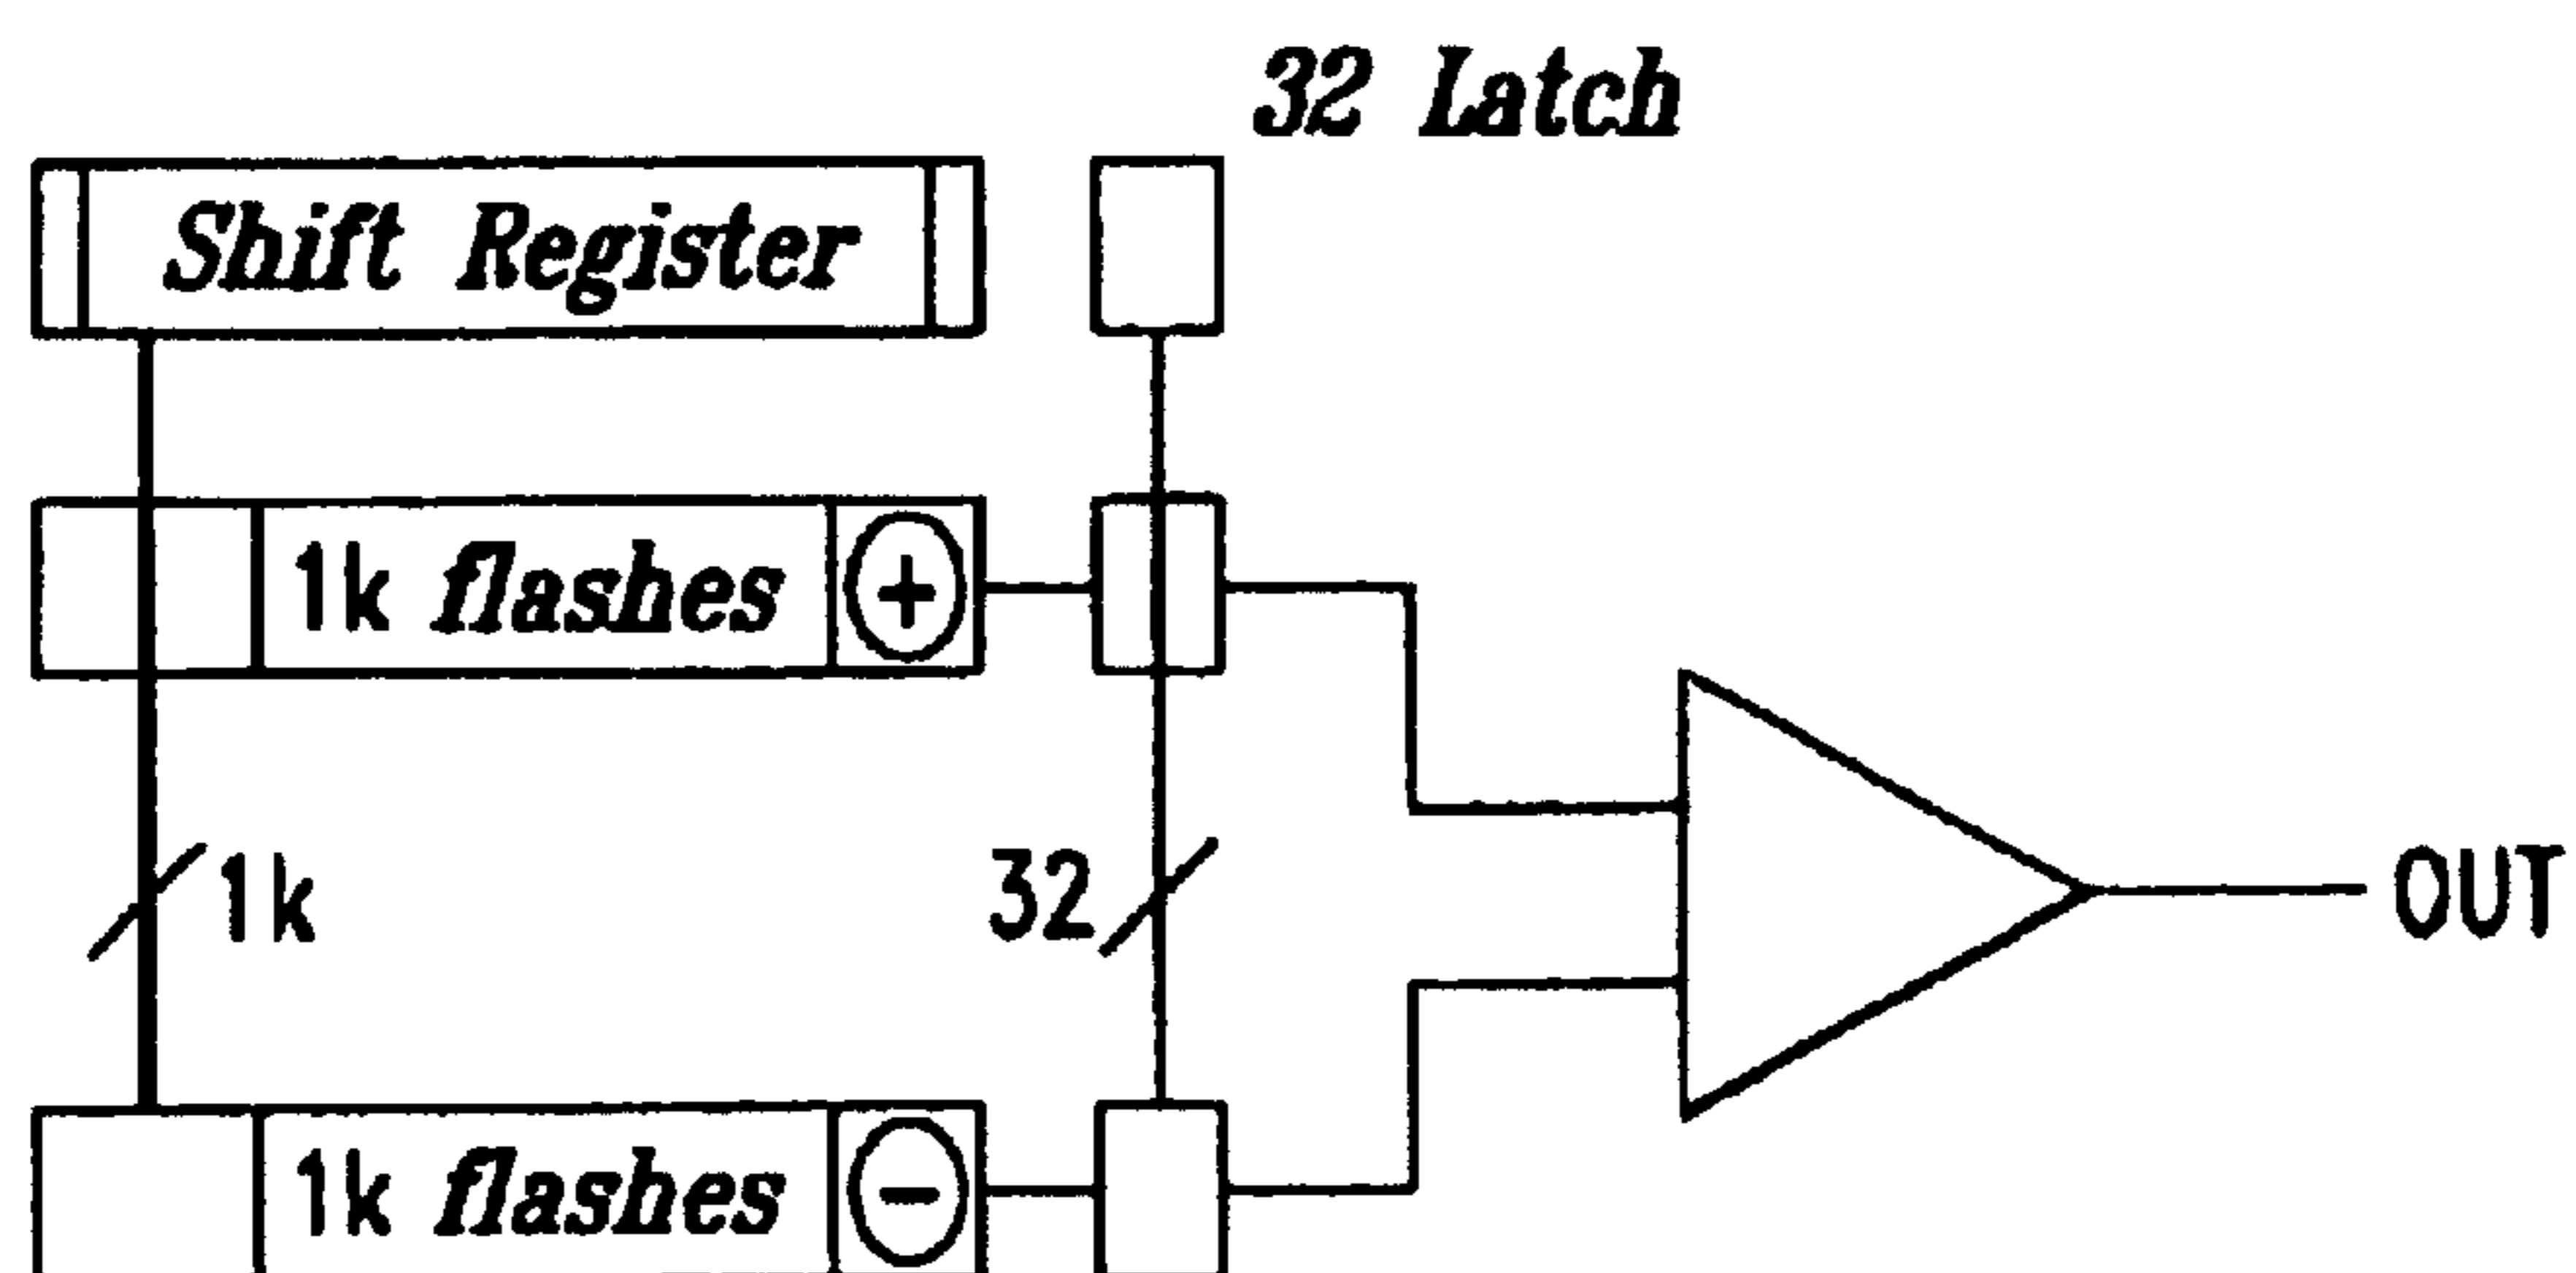 32 Latch
Shift Register
1k flashes +
1k
32
OUT
1k flashes −